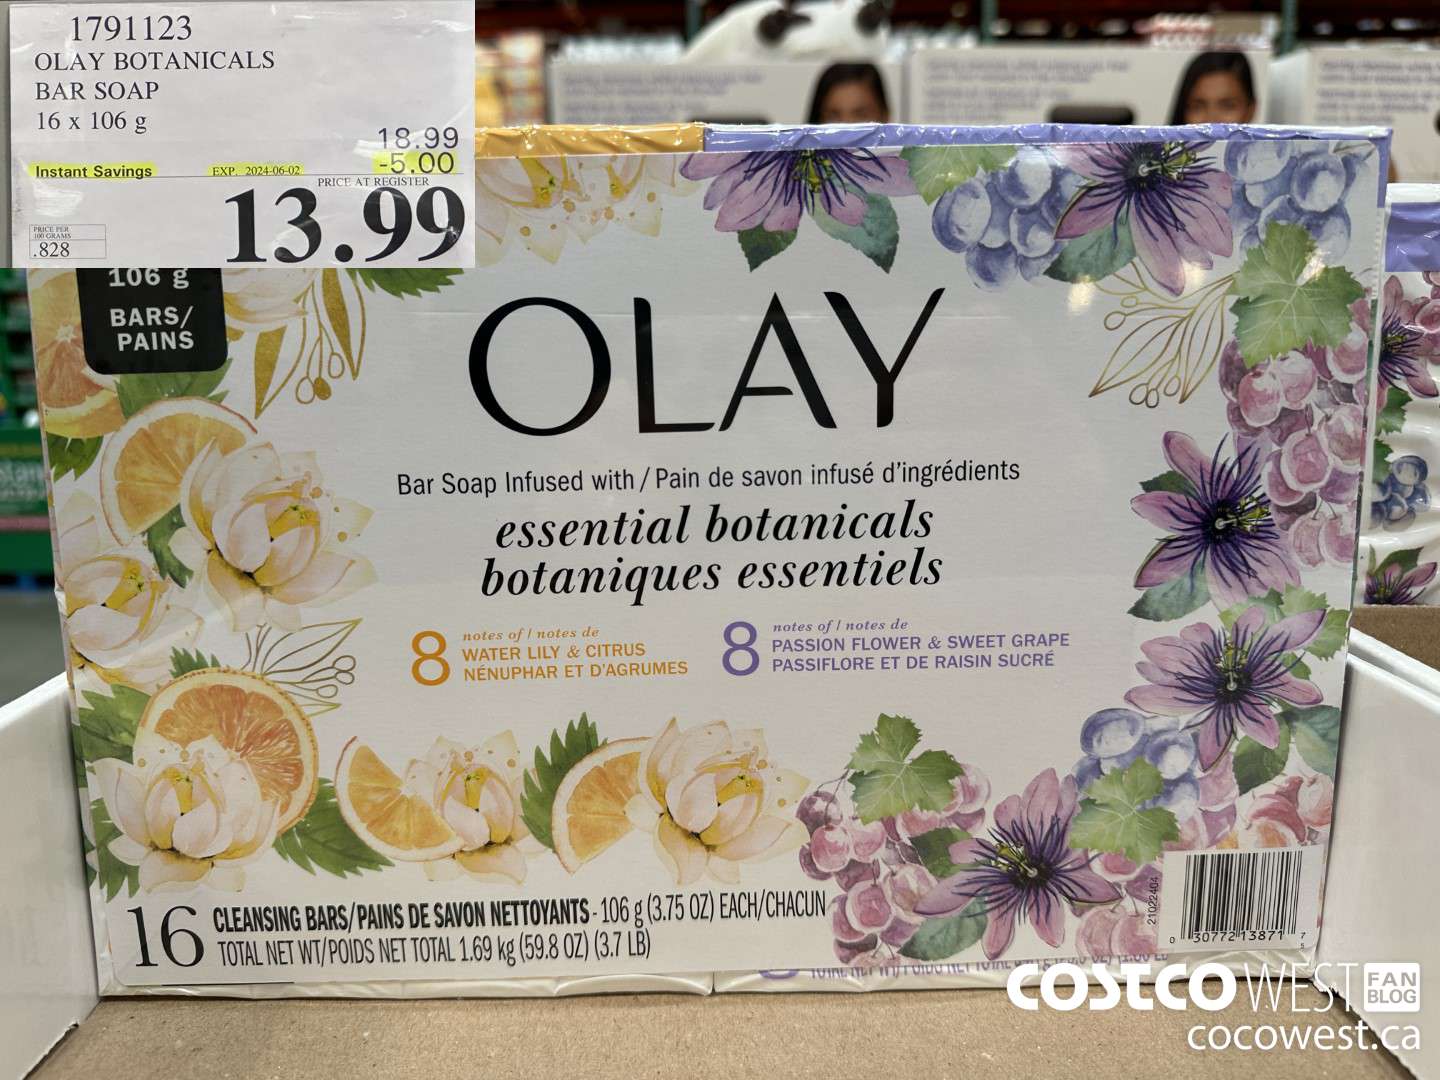 1791123
OLAY BOTANICALS
BAR SOAP
16 x 106 g
18.99
Instant Savings EXP. 2024-06-02 -5.00
PRICE AT REGISTER
13.99
PRICE PER
100 GRAMS
.828
106 g
BARS/
PAINS
OLAY
Bar Soap Infused with / Pain de savon infusé d'ingrédients
essential botanicals
botaniques essentiels
8 notes of / notes de
WATER LILY & CITRUS
NÉNUPHAR ET D'AGRUMES
8 notes of / notes de
PASSION FLOWER & SWEET GRAPE
PASSIFLORE ET DE RAISIN SUCRÉ
16 CLEANSING BARS/PAINS DE SAVON NETTOYANTS - 106 g (3.75 OZ) EACH/CHACUN
TOTAL NET WT/POIDS NET TOTAL 1.69 kg (59.8 OZ) (3.7 LB)
21022404
0 30772 13871 7
COSTCO WEST FAN
BLOG
cocowest.ca